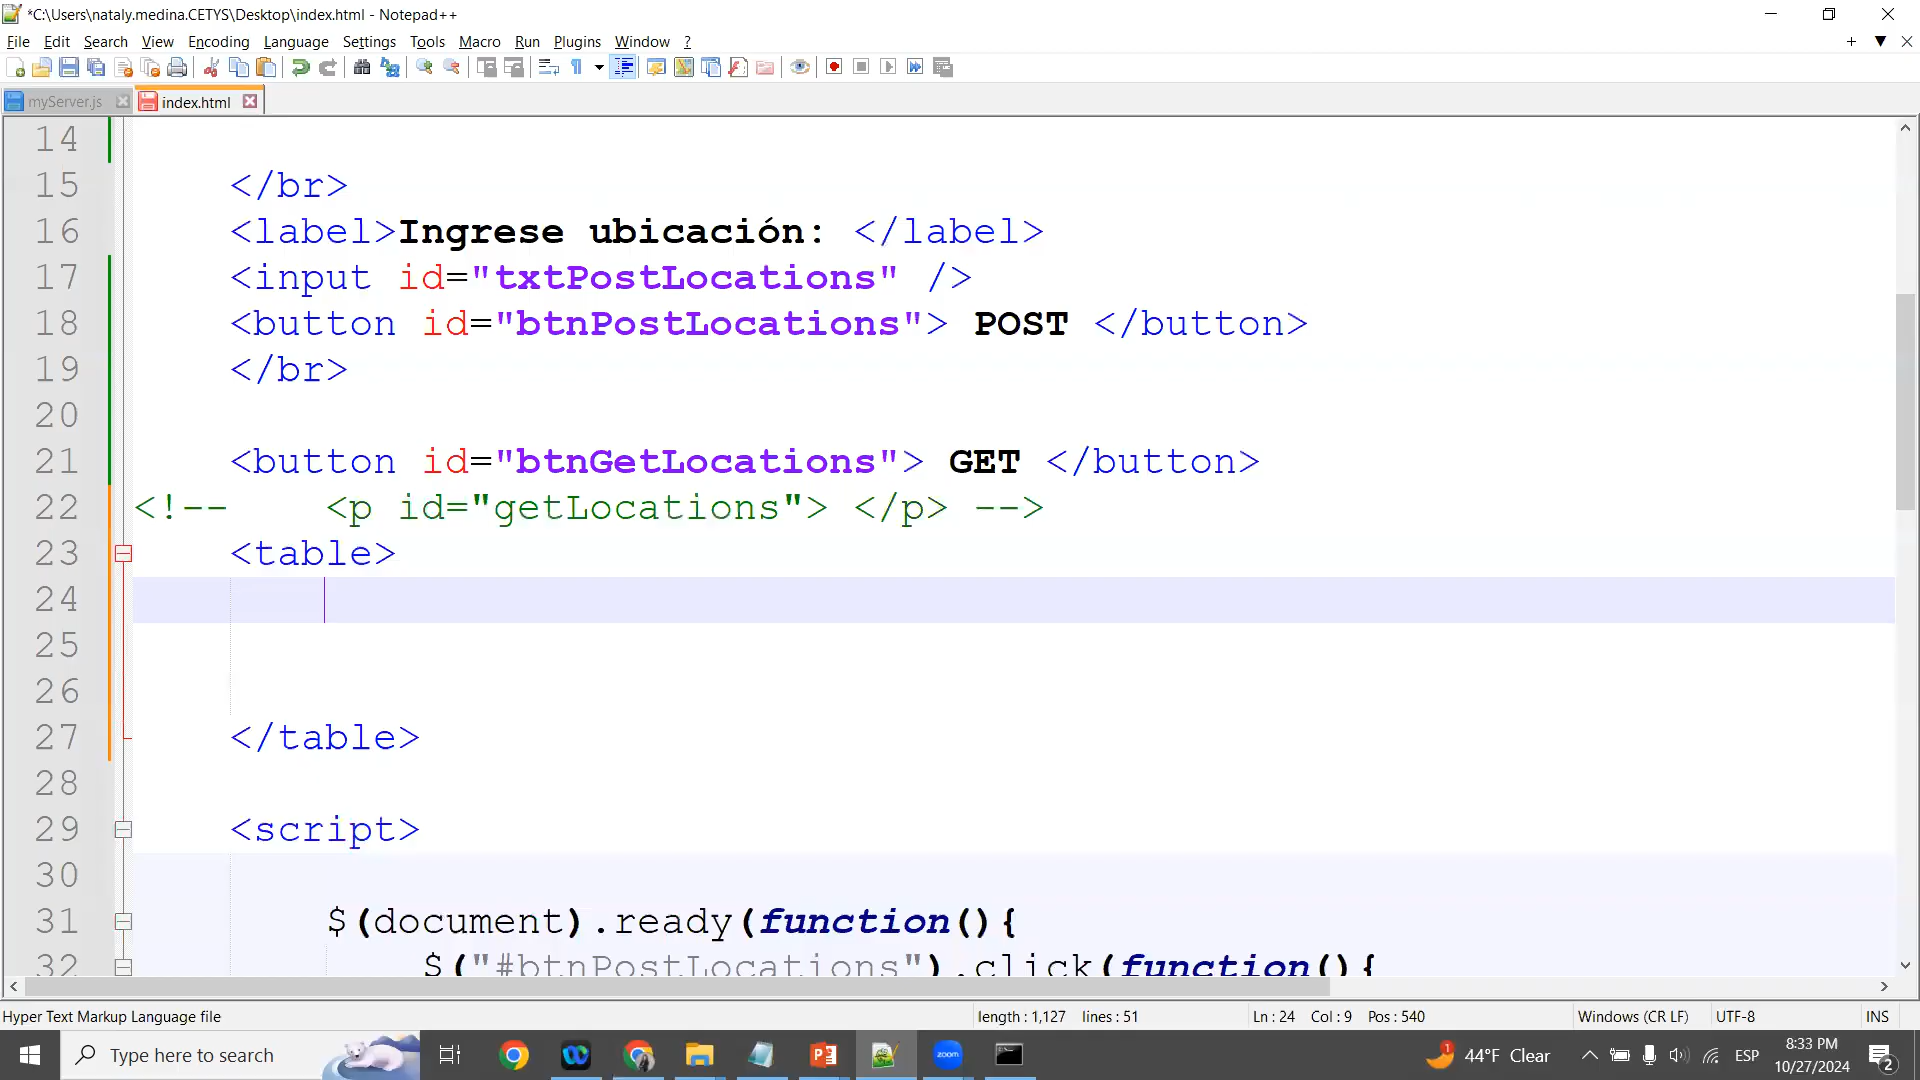 *C:\Users\nataly.medina.CETYS\Desktop\index.html - Notepad++
File Edit Search View Encoding Language Settings Tools Macro Run Plugins Window ?
myServer.js index.html
14
15 </br>
16 <label>Ingrese ubicación: </label>
17 <input id="txtPostLocations" />
18 <button id="btnPostLocations"> POST </button>
19 </br>
20
21 <button id="btnGetLocations"> GET </button>
22 <!-- <p id="getLocations"> </p> -->
23 <table>
24
25
26
27 </table>
28
29 <script>
30
31 $(document).ready(function(){
32 $("#btnPostLocations").click(function(){
Hyper Text Markup Language file length : 1,127 lines : 51 Ln : 24 Col : 9 Pos : 540 Windows (CR LF) UTF-8 INS
Type here to search zoom 1 44°F Clear ESP 8:33 PM
10/27/2024 2